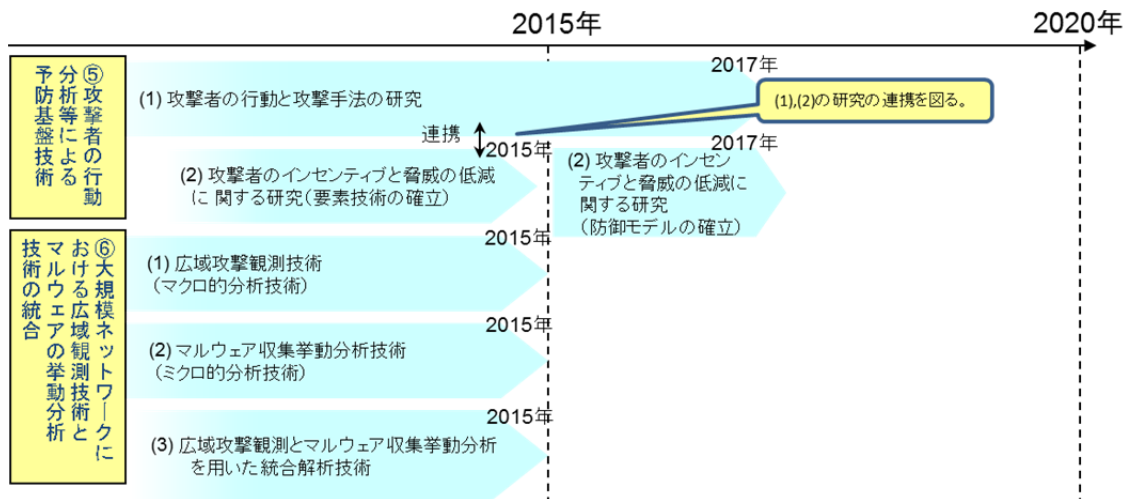 2015年
2020年
⑤攻撃者の行動
分析等による
予防基盤技術
2017年
(1) 攻撃者の行動と攻撃手法の研究
(1),(2)の研究の連携を図る。
連携
2015年
2017年
(2) 攻撃者のインセンティブと脅威の低減
に 関する研究(要素技術の確立)
(2) 攻撃者のインセン
ティブと脅威の低減に
関する研究
(防御モデルの確立)
⑥大規模ネットワークに
おける広域観測技術と
マルウェアの挙動分析
技術の統合
2015年
(1) 広域攻撃観測技術
(マクロ的分析技術)
2015年
(2) マルウェア収集挙動分析技術
(ミクロ的分析技術)
2015年
(3) 広域攻撃観測とマルウェア収集挙動分析
を用いた統合解析技術